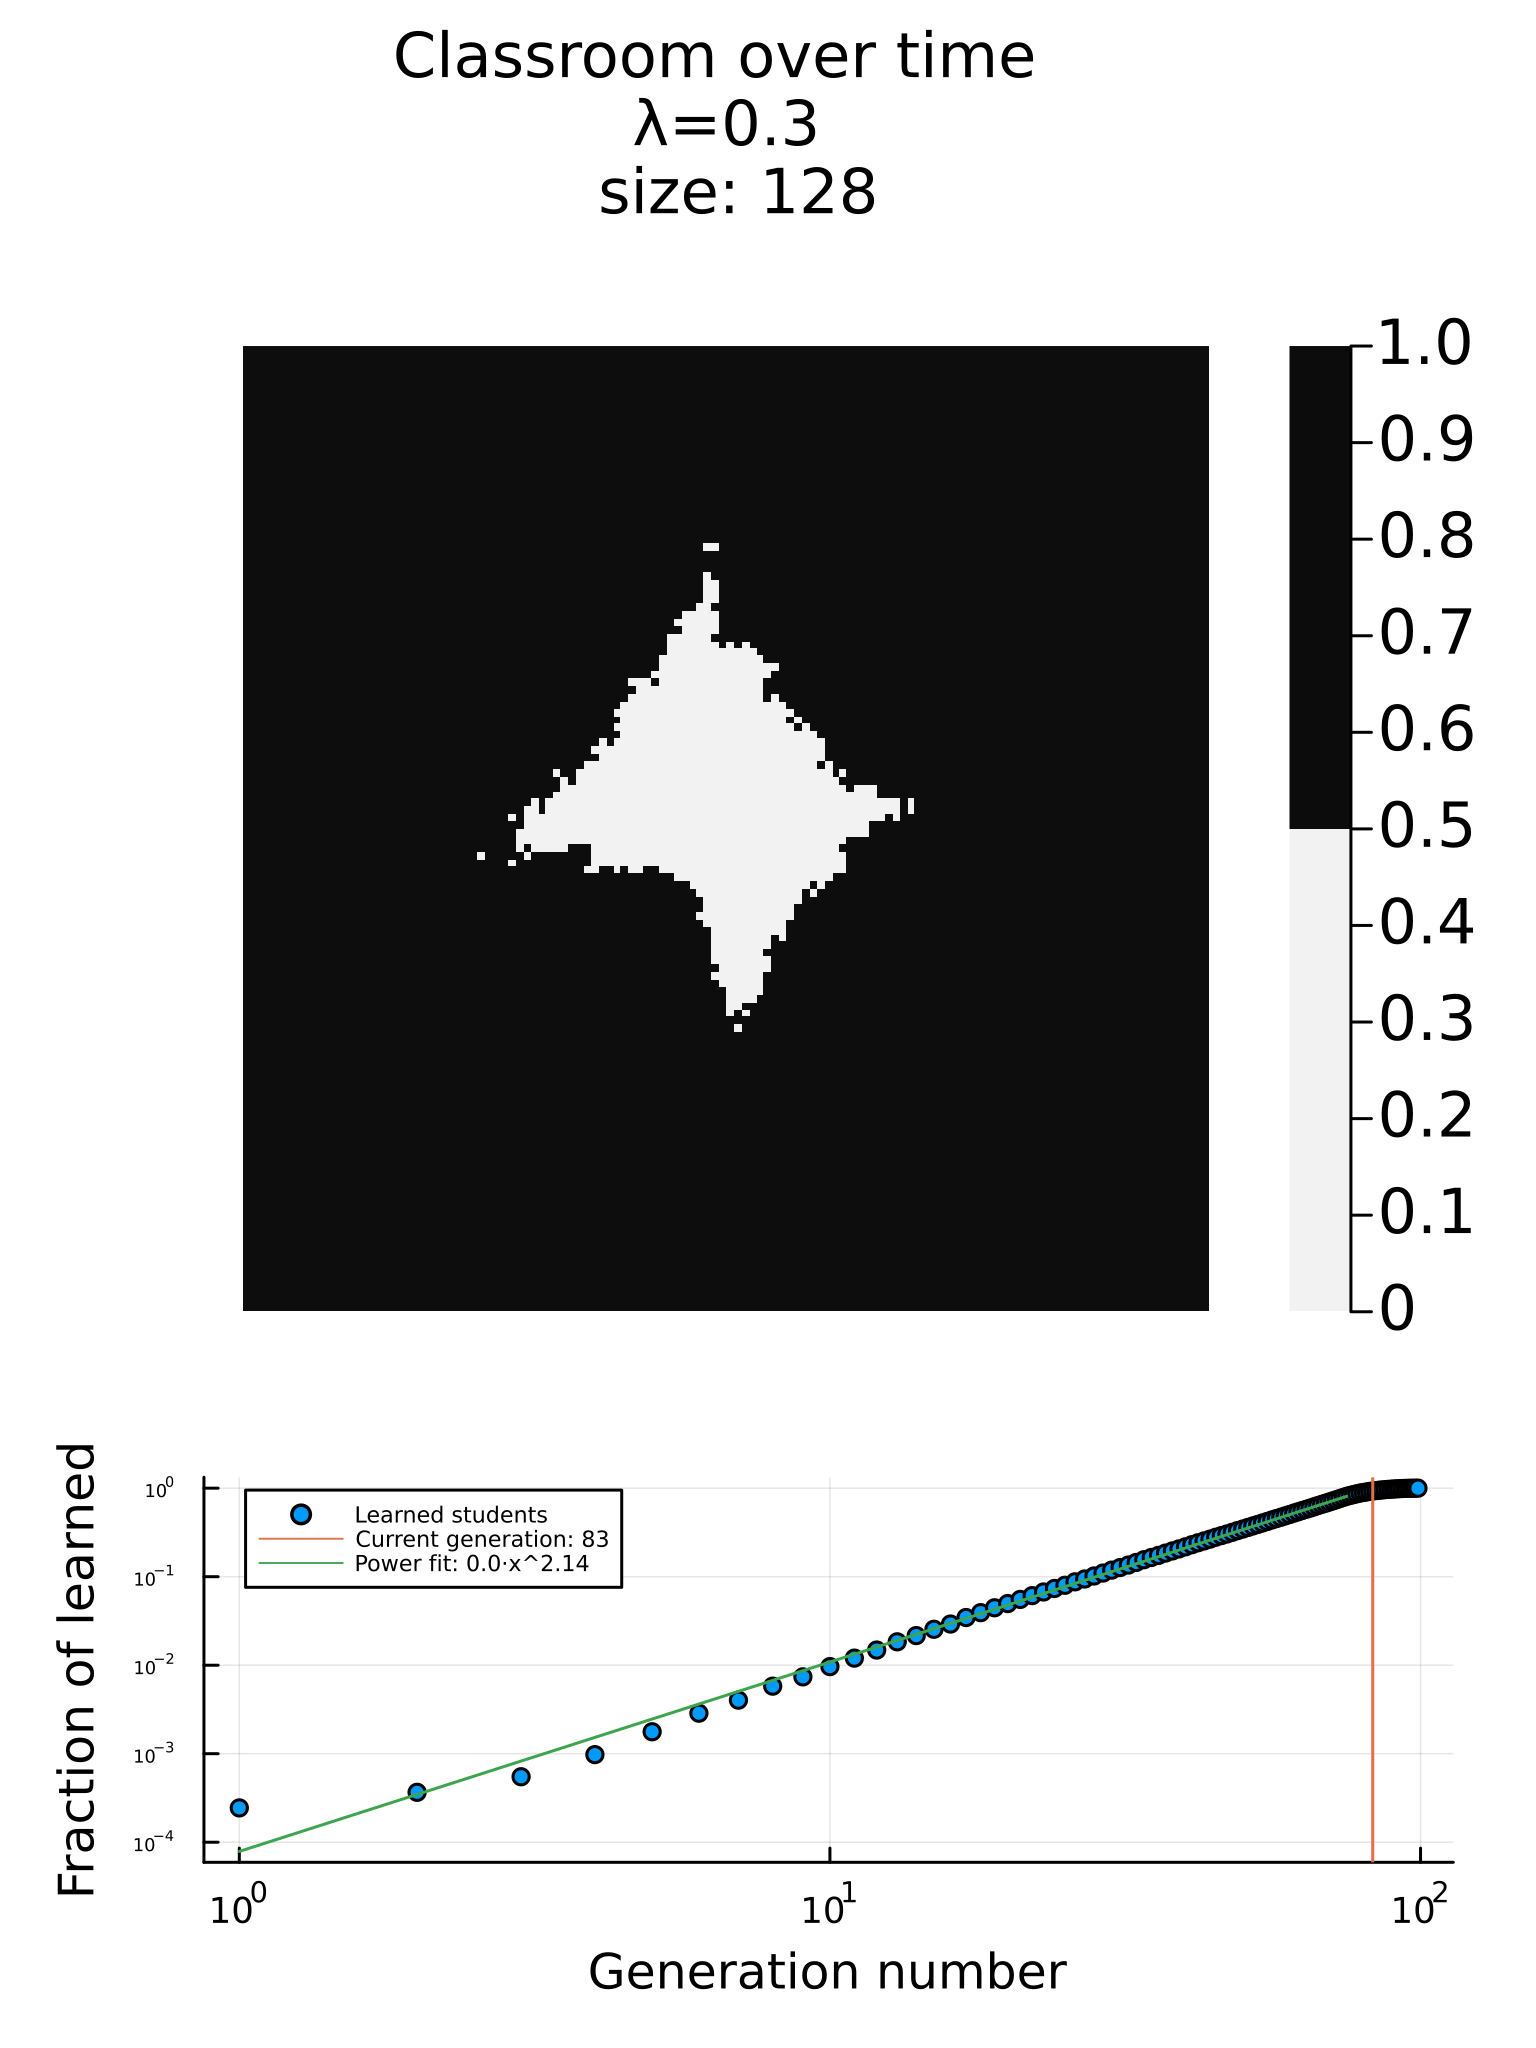 Classroom over time
λ=0.3
size: 128
1.0
0.9
0.8
0.7
0.6
0.5
0.4
0.3
0.2
0.1
0
Fraction of learned
10^0
10^-1
10^-2
10^-3
10^-4
Learned students
Current generation: 83
Power fit: 0.0·x^2.14
10^0 10^1 10^2
Generation number